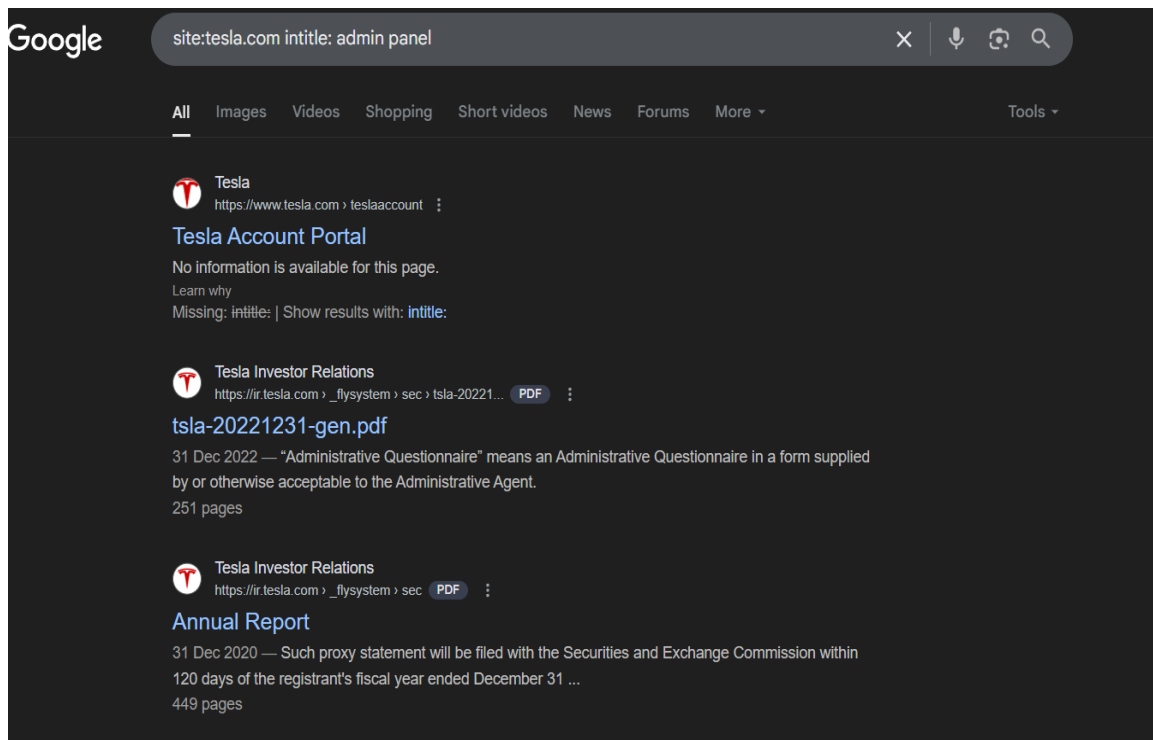 Google
site:tesla.com intitle: admin panel
All Images Videos Shopping Short videos News Forums More Tools
Tesla
https://www.tesla.com › teslaaccount
Tesla Account Portal
No information is available for this page.
Learn why
Missing: intitle: | Show results with: intitle:
Tesla Investor Relations
https://ir.tesla.com › _flysystem › sec › tsla-20221... PDF
tsla-20221231-gen.pdf
31 Dec 2022 — “Administrative Questionnaire” means an Administrative Questionnaire in a form supplied
by or otherwise acceptable to the Administrative Agent.
251 pages
Tesla Investor Relations
https://ir.tesla.com › _flysystem › sec PDF
Annual Report
31 Dec 2020 — Such proxy statement will be filed with the Securities and Exchange Commission within
120 days of the registrant's fiscal year ended December 31 ...
449 pages